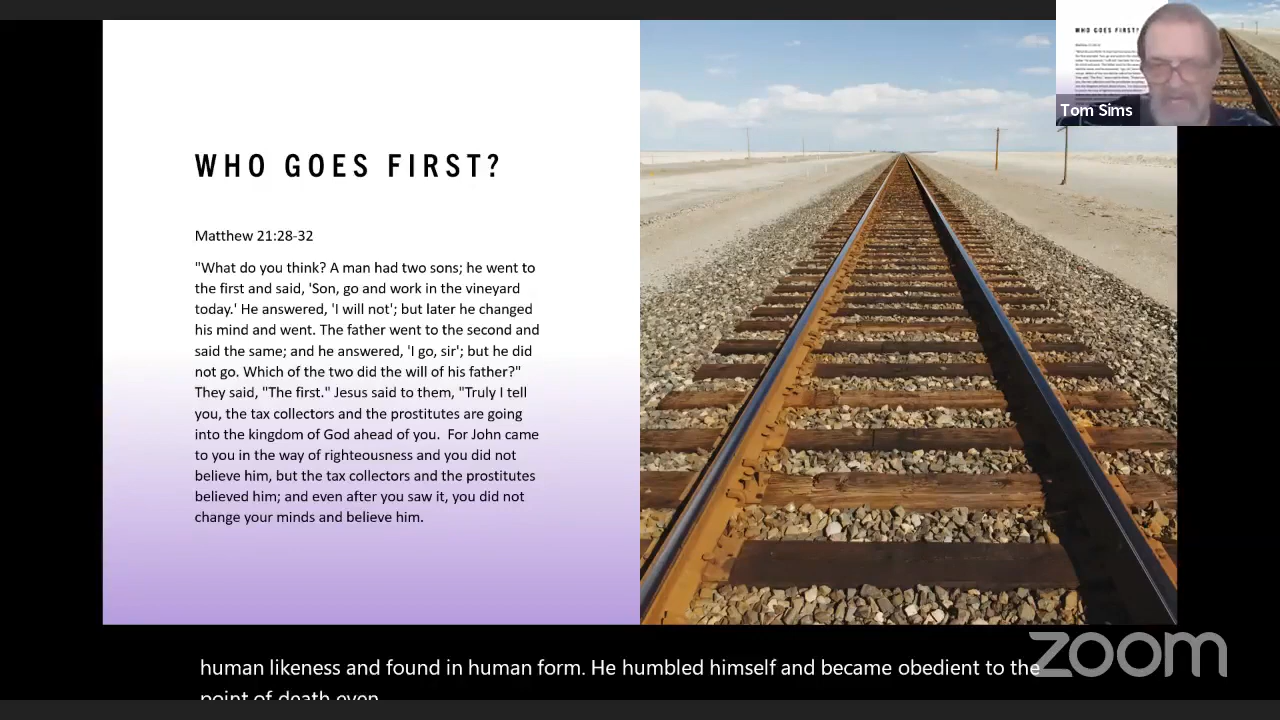 WHO GOES FIRST?
Matthew 21:28-32
"What do you think? A man had two sons; he went to
the first and said, 'Son, go and work in the vineyard
today.' He answered, 'I will not'; but later he changed
his mind and went. The father went to the second and
said the same; and he answered, 'I go, sir'; but he did
not go. Which of the two did the will of his father?"
They said, "The first." Jesus said to them, "Truly I tell
you, the tax collectors and the prostitutes are going
into the kingdom of God ahead of you.  For John came
to you in the way of righteousness and you did not
believe him, but the tax collectors and the prostitutes
believed him; and even after you saw it, you did not
change your minds and believe him.
WHO GOES FIRST?
Tom Sims
human likeness and found in human form. He humbled himself and became obedient to the
point of death even
zoom